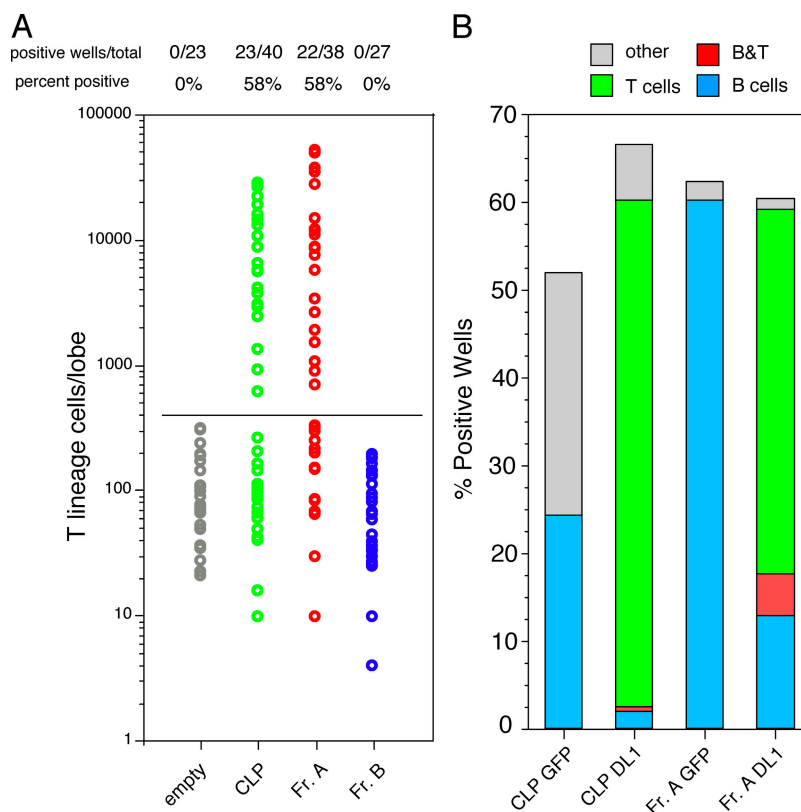 A
positive wells/total 0/23 23/40 22/38 0/27
percent positive 0% 58% 58% 0%
100000
10000
1000
100
10
1
T lineage cells/lobe
empty CLP Fr. A Fr. B
B
other B&T
T cells B cells
70
60
50
40
30
20
10
0
% Positive Wells
CLP GFP CLP DL1 Fr. A GFP Fr. A DL1